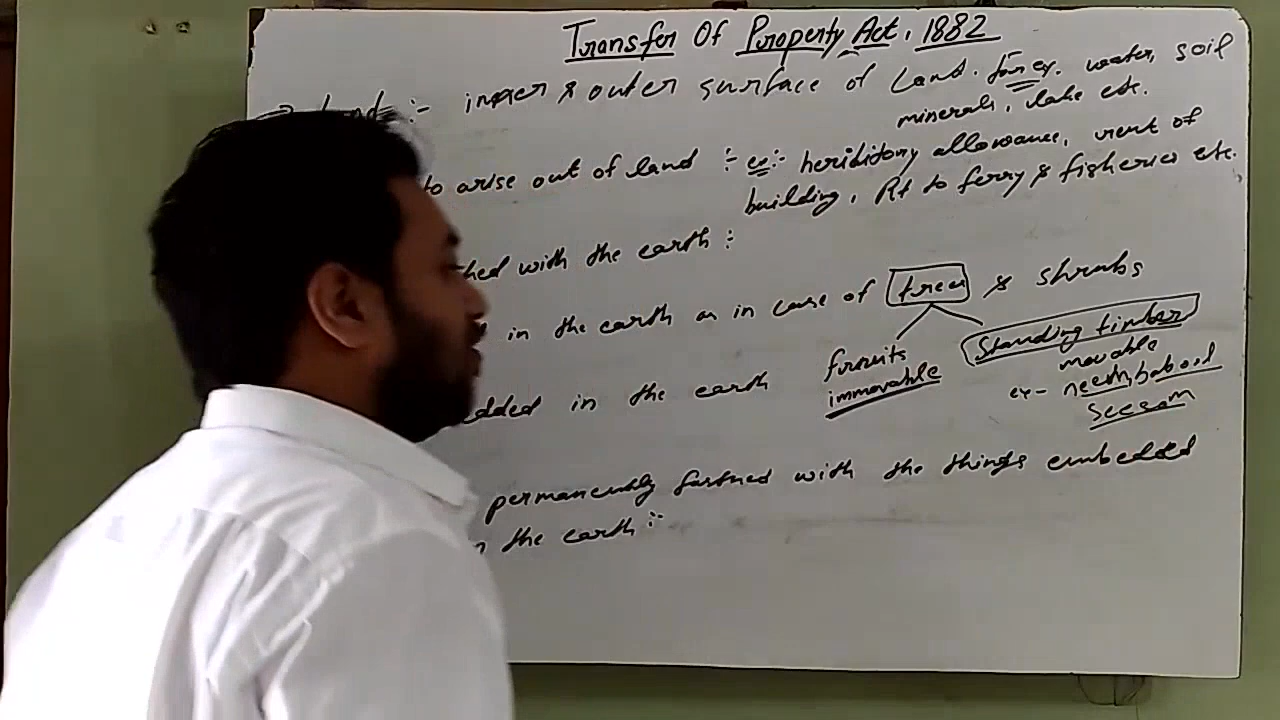 Transfer Of Property Act, 1882
Land :- inner & outer surface of Land. for ex. water, soil
minerals, lake etc.
to arise out of land :- ex:- heriditory allowance, rent of
building, Rt to ferry & fisheries etc.
hed with the earth :-
in the earth as in case of trees & shrubs
fruits
immovable
Standing timber
movable
ex- neem, babool
seesam
edded in the earth
permanently fastned with the things embedded
the earth :-